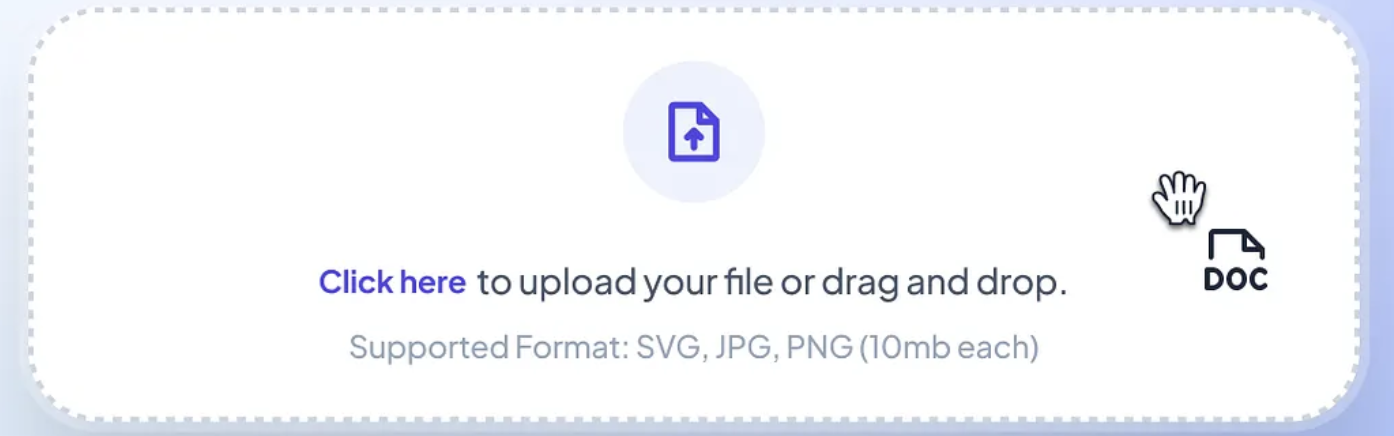 Click here to upload your file or drag and drop.
DOC
Supported Format: SVG, JPG, PNG (10mb each)